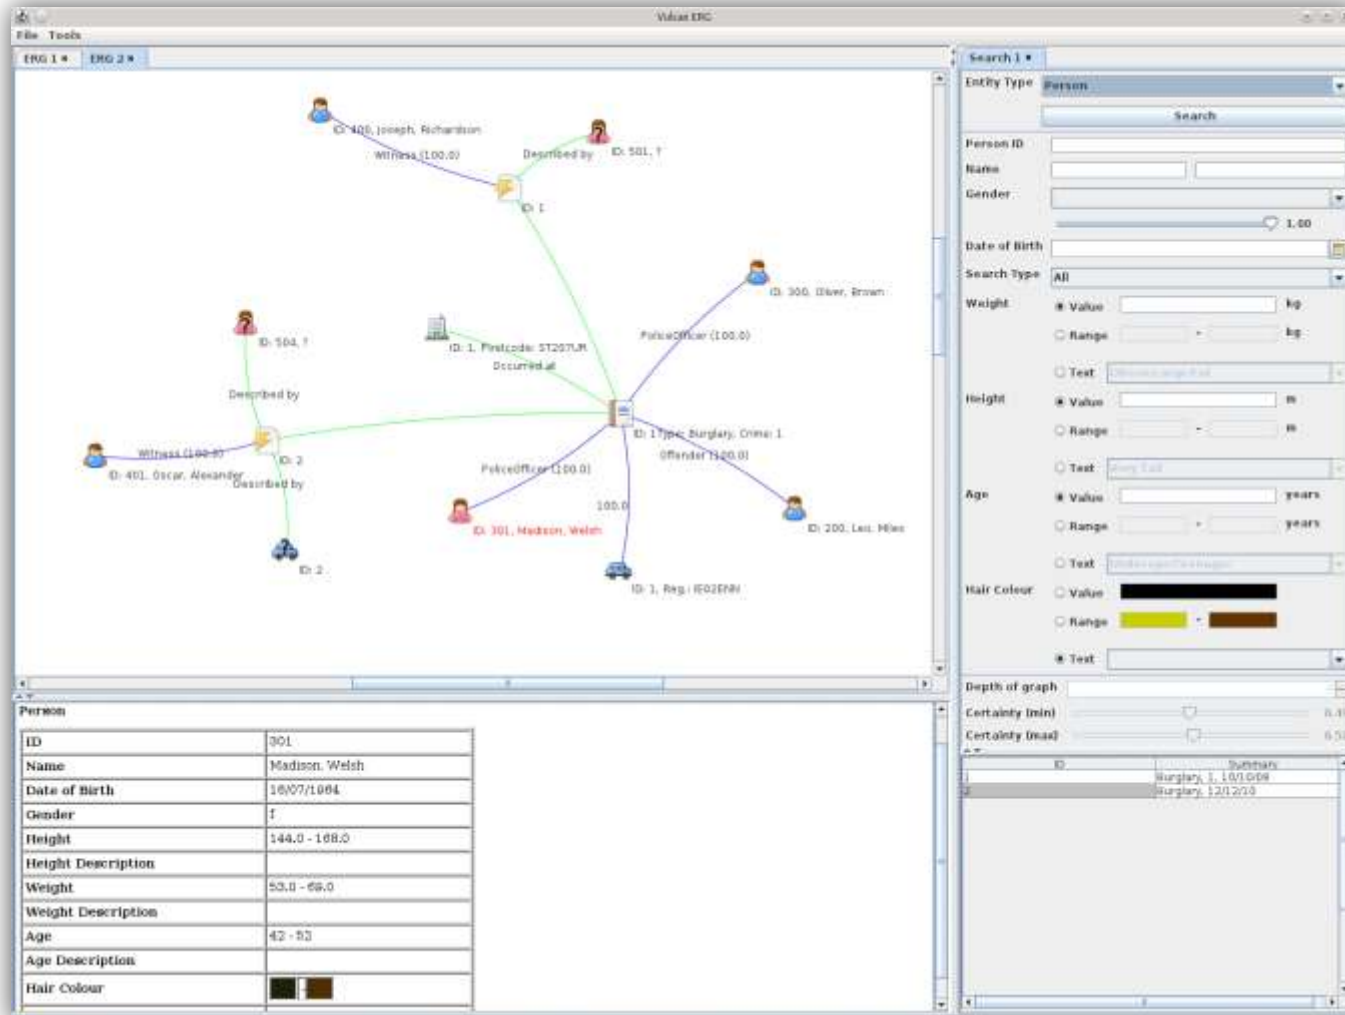 Vulcan ERG
File Tools
ERG 1 ERG 2
ID: 400, Joseph, Richardson
Witness (100.0)
Described by
ID: 501, ?
ID: 1
ID: 300, Oliver, Brown
PoliceOfficer (100.0)
ID: 504, ?
ID: 1, Postcode: ST207UR
Occurred at
Described by
ID: 1 Type: Burglary, Crime: 1
Offender (100.0)
Witness (100.0)
ID: 2
ID: 401, Oscar, Alexander
Described by
PoliceOfficer (100.0)
100.0
ID: 301, Madison, Welsh
ID: 200, Leo, Miles
ID: 2
ID: 1, Reg.: IE02ENN
Search 1
Entity Type Person
Search
Person ID
Name
Gender
1.00
Date of Birth
Search Type All
Weight Value kg
Range - kg
Text
Height Value m
Range - m
Text Very Tall
Age Value years
Range - years
Text
Hair Colour Value
Range -
Text
Depth of graph
Certainty (min)
Certainty (max)
ID Summary
1 Burglary, 1, 10/10/09
2 Burglary, 12/12/10
Person
ID 301
Name Madison, Welsh
Date of Birth 16/07/1964
Gender f
Height 144.0 - 168.0
Height Description
Weight 53.0 - 69.0
Weight Description
Age 42 - 52
Age Description
Hair Colour -